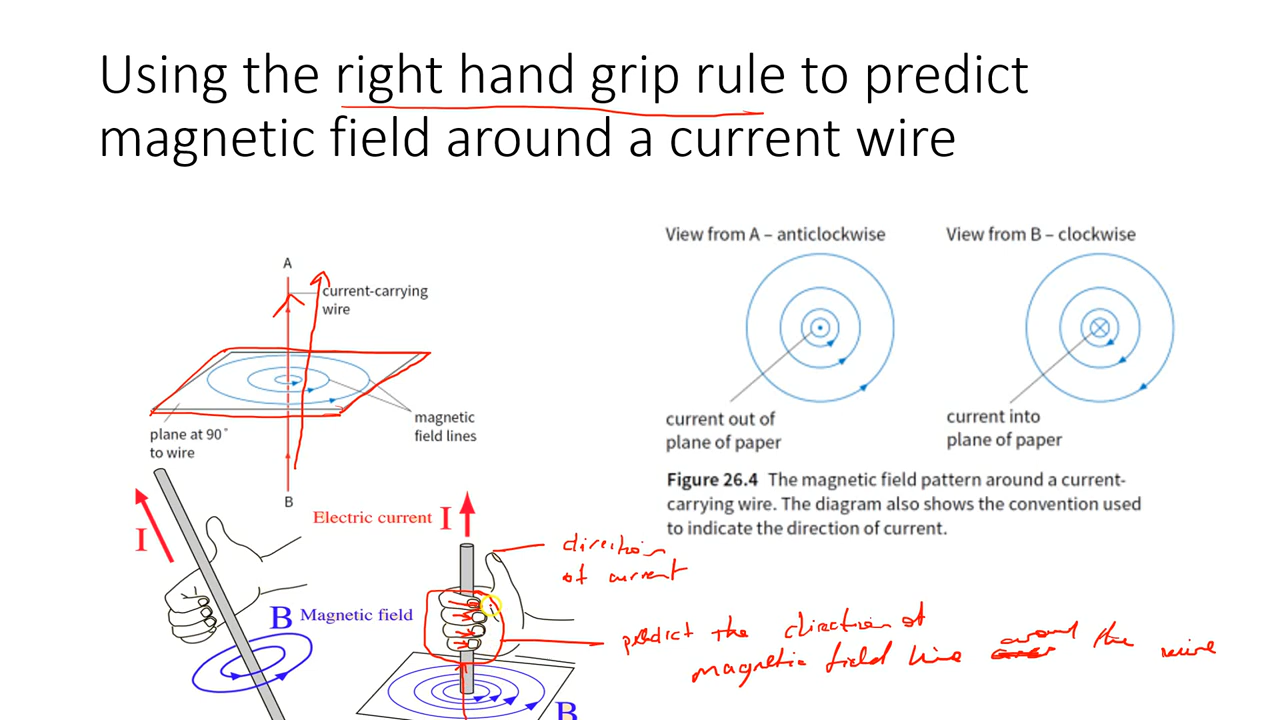 Using the right hand grip rule to predict
magnetic field around a current wire
A
current-carrying
wire
magnetic
field lines
plane at 90°
to wire
B
View from A – anticlockwise
View from B – clockwise
current out of
plane of paper
current into
plane of paper
Figure 26.4 The magnetic field pattern around a current-
carrying wire. The diagram also shows the convention used
to indicate the direction of current.
I
Electric current I
B Magnetic field
B
direction
of current
predict the direction of
magnetic field line around the wire